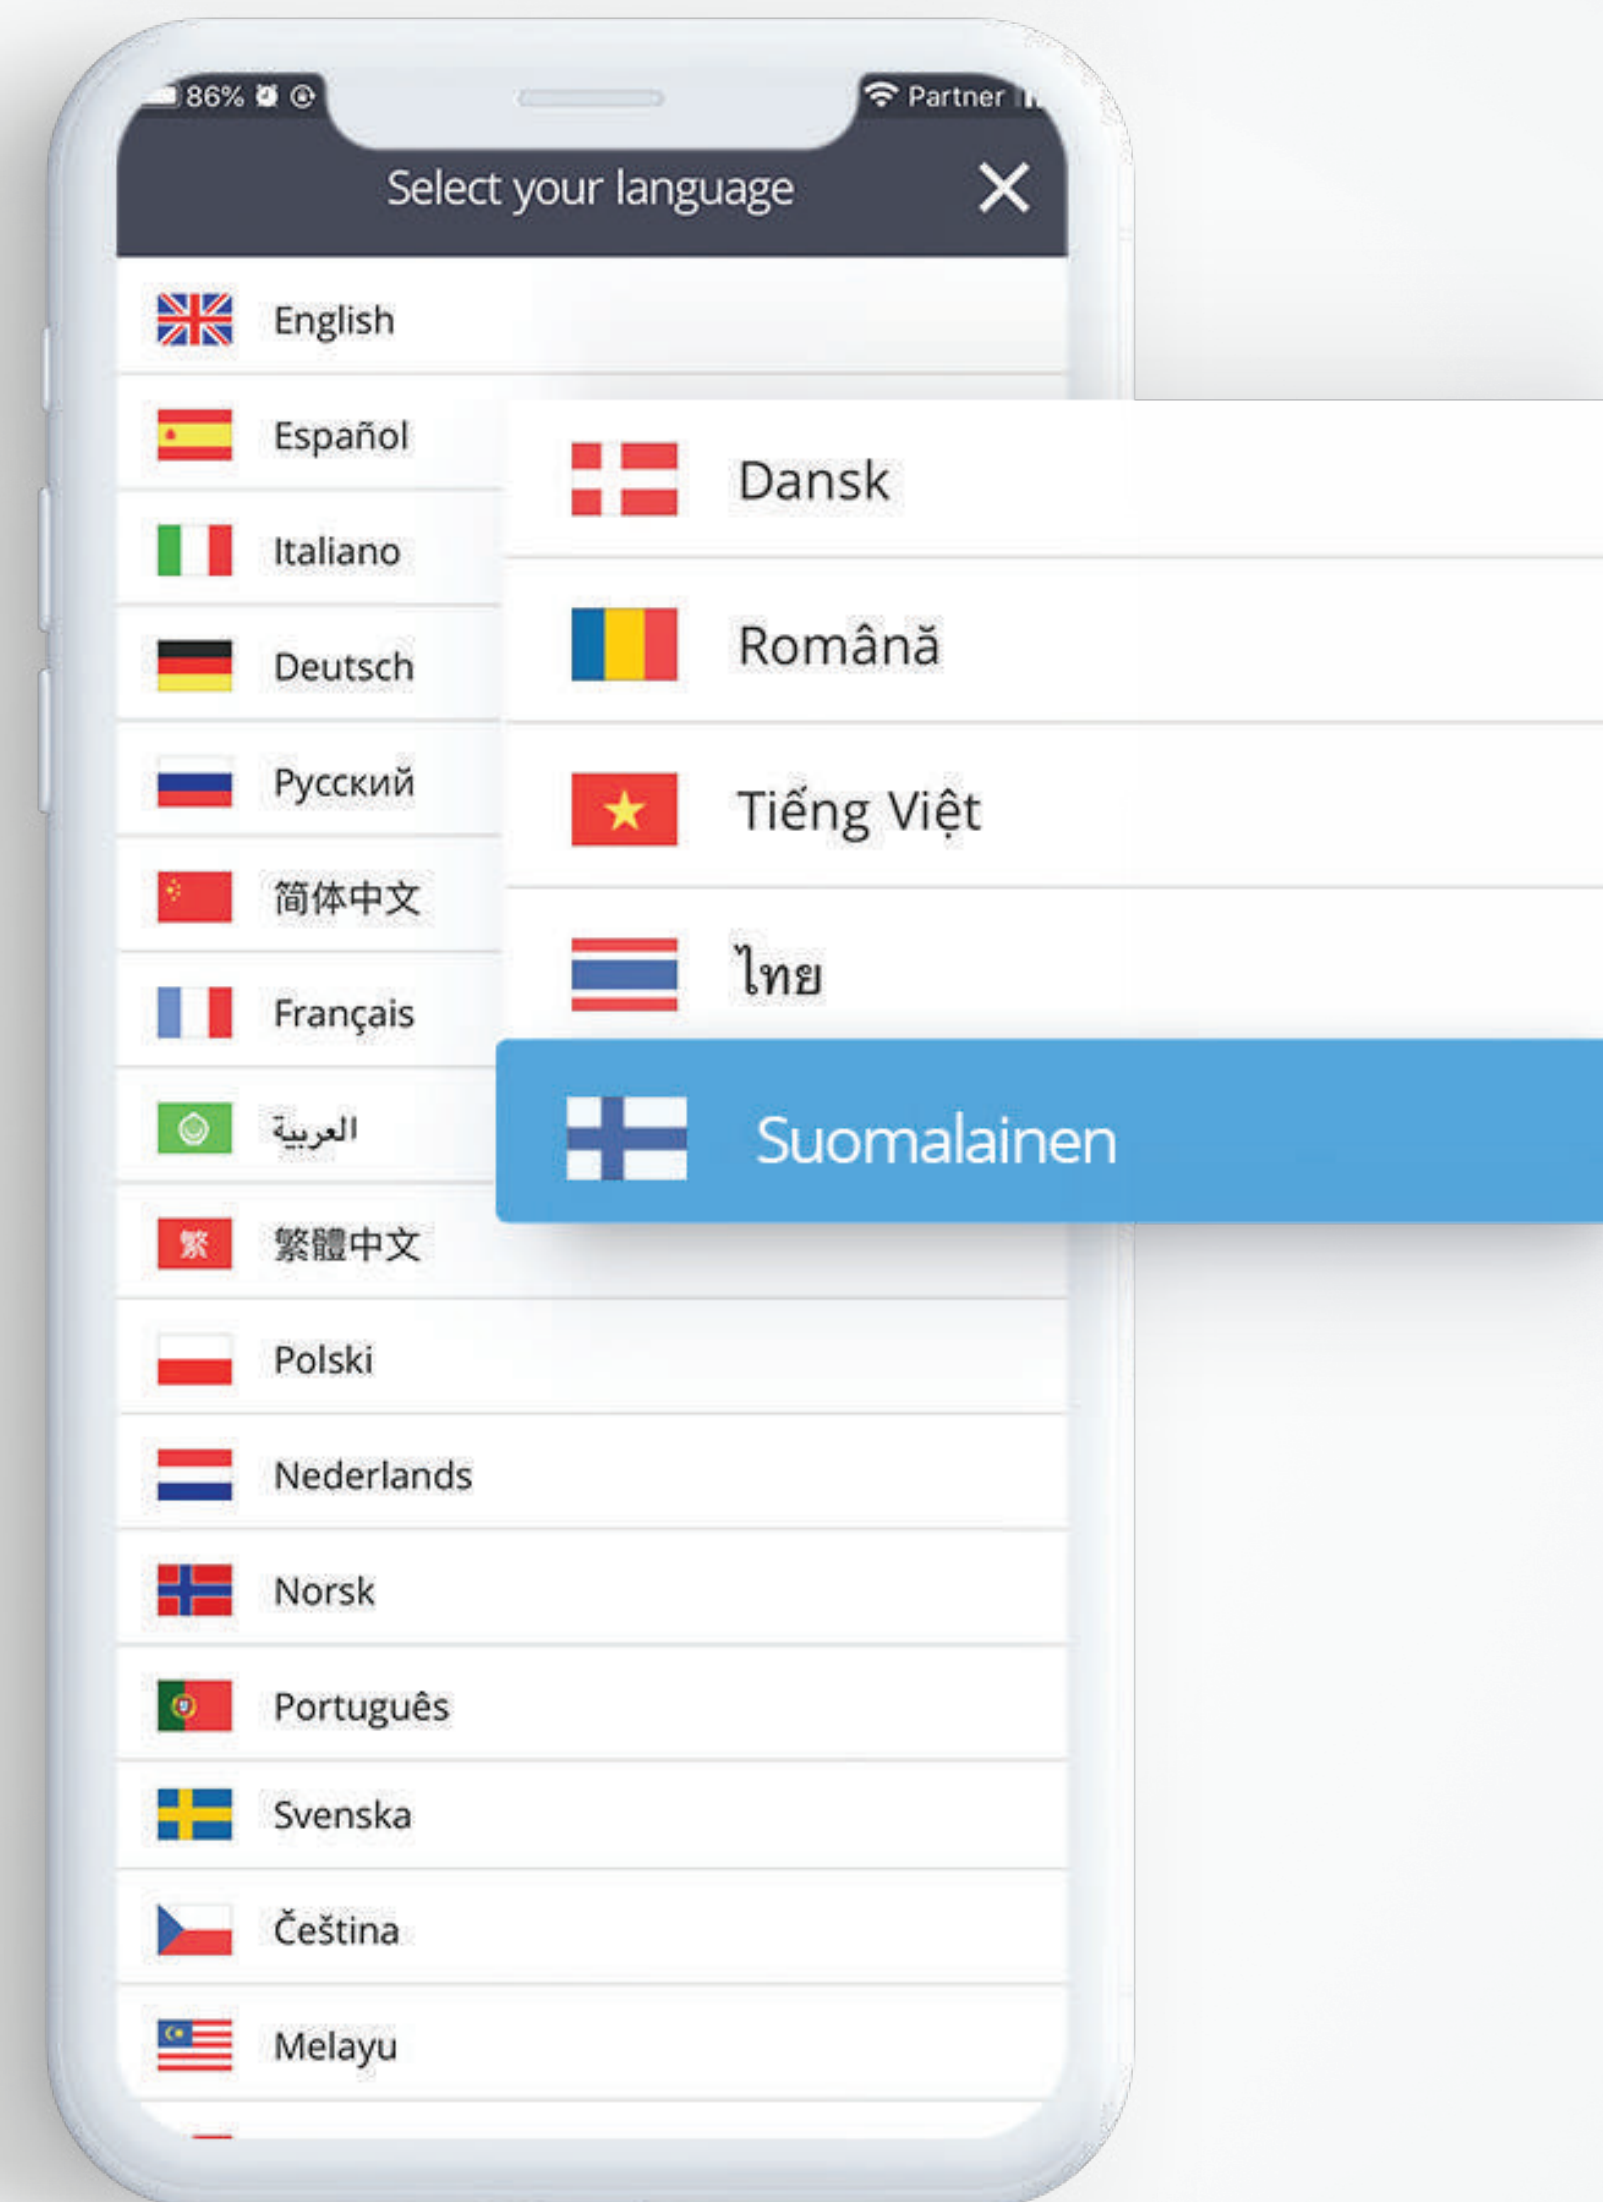 86%
Partner
Select your language
English
Español
Italiano
Deutsch
Русский
简体中文
Français
العربية
繁
繁體中文
Polski
Nederlands
Norsk
Português
Svenska
Čeština
Melayu
Dansk
Română
Tiếng Việt
ไทย
Suomalainen